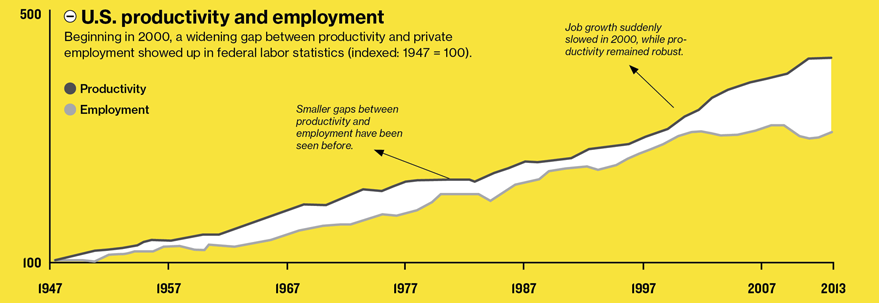 500
U.S. productivity and employment
Beginning in 2000, a widening gap between productivity and private
employment showed up in federal labor statistics (indexed: 1947 = 100).
Productivity
Employment
Smaller gaps between
productivity and
employment have been
seen before.
Job growth suddenly
slowed in 2000, while pro-
ductivity remained robust.
100
1947 1957 1967 1977 1987 1997 2007 2013